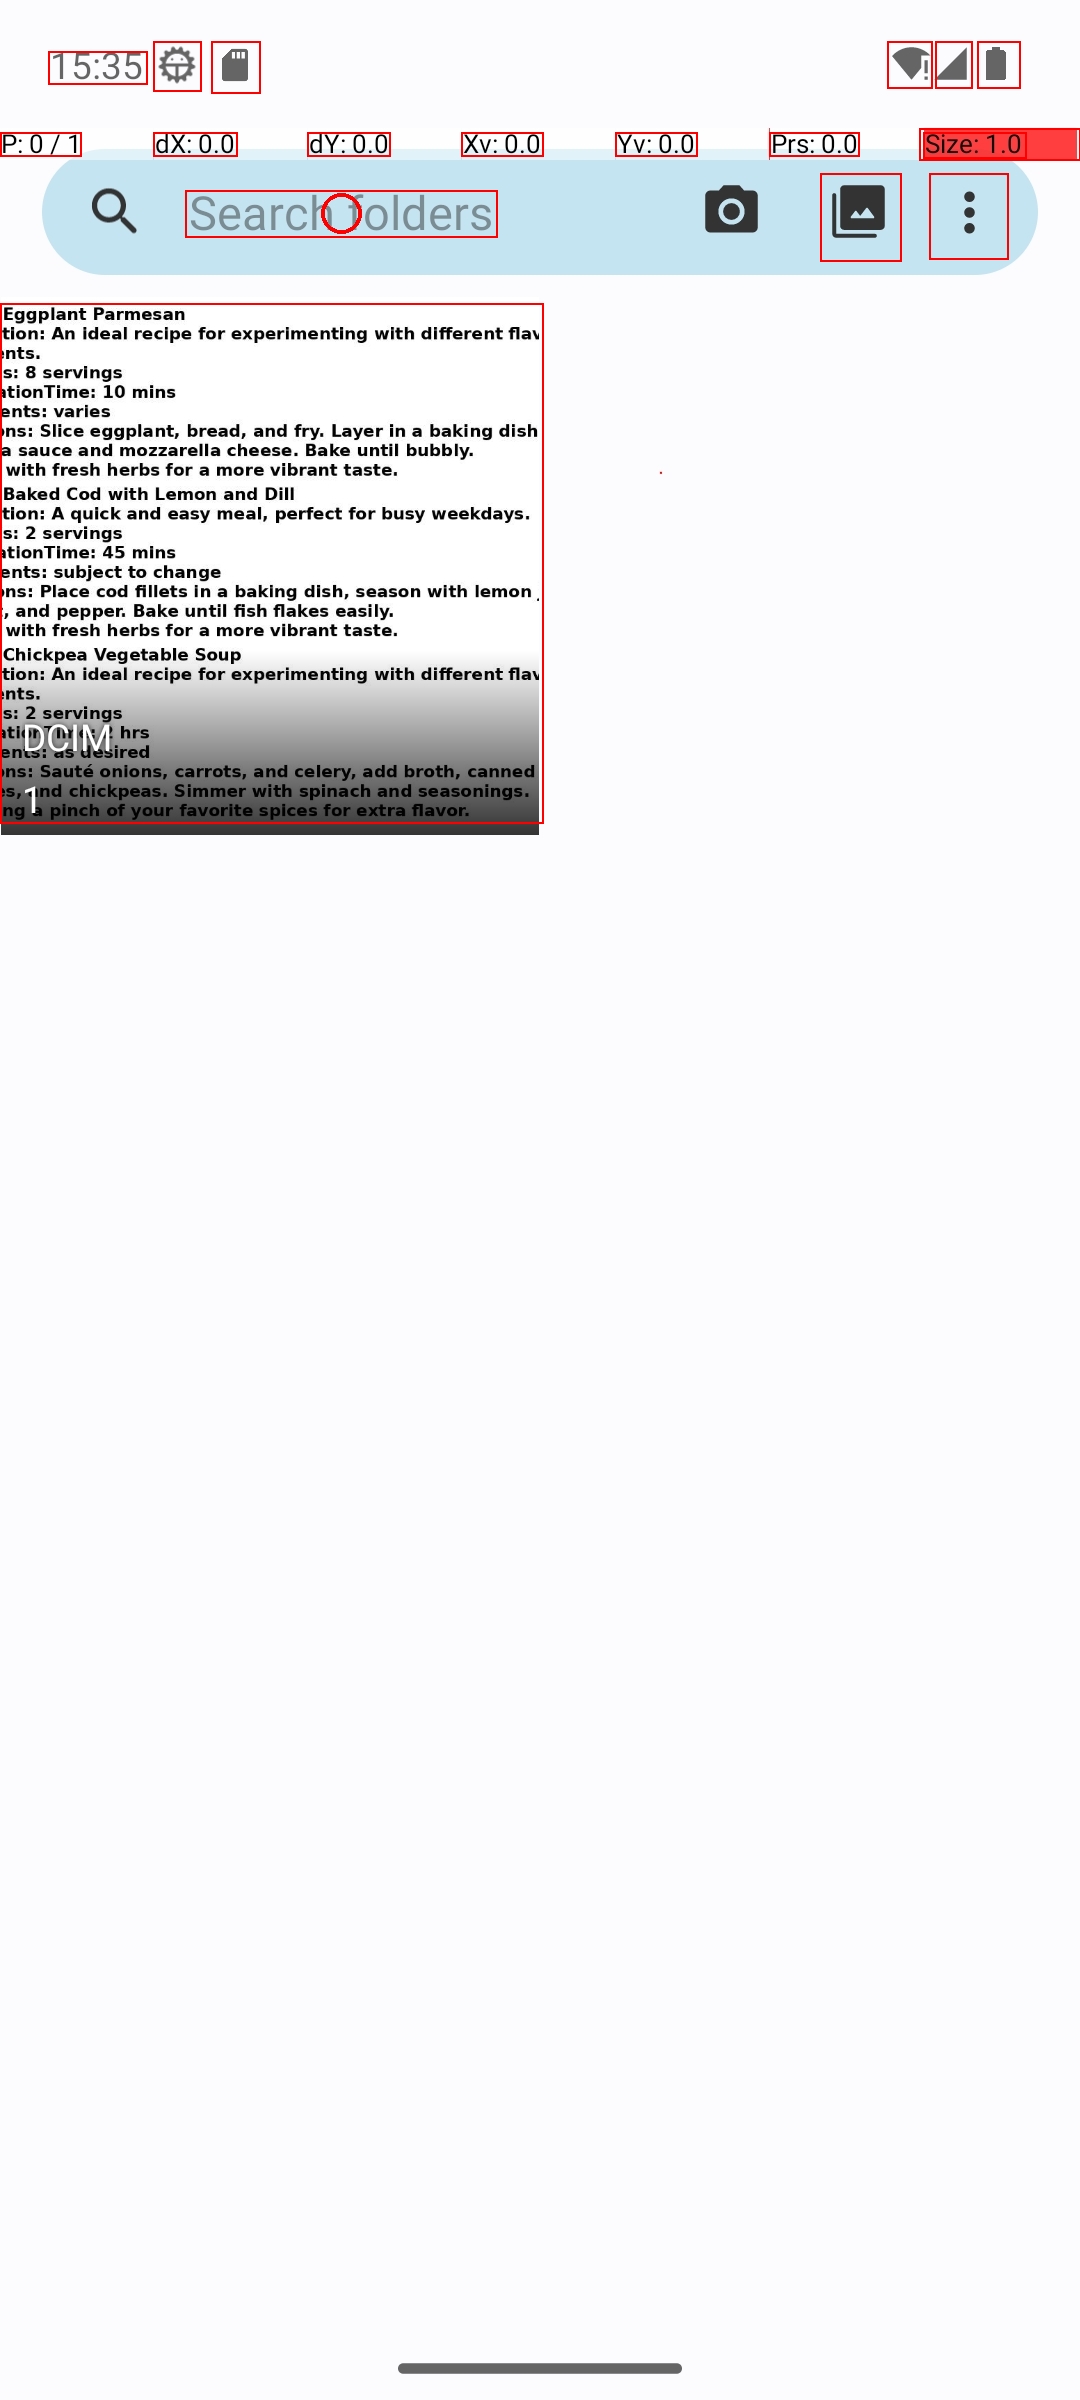 15:35
P: 0 / 1 dX: 0.0 dY: 0.0 Xv: 0.0 Yv: 0.0 Prs: 0.0 Size: 1.0
Search folders
Eggplant Parmesan
tion: An ideal recipe for experimenting with different flav
ents.
s: 8 servings
ationTime: 10 mins
ents: varies
ons: Slice eggplant, bread, and fry. Layer in a baking dish
a sauce and mozzarella cheese. Bake until bubbly.
with fresh herbs for a more vibrant taste.
Baked Cod with Lemon and Dill
tion: A quick and easy meal, perfect for busy weekdays.
s: 2 servings
ationTime: 45 mins
ents: subject to change
ons: Place cod fillets in a baking dish, season with lemon
, and pepper. Bake until fish flakes easily.
with fresh herbs for a more vibrant taste.
Chickpea Vegetable Soup
tion: An ideal recipe for experimenting with different flav
ents.
s: 2 servings
ationTime: 2 hrs
DCIM
ents: as desired
ons: Sauté onions, carrots, and celery, add broth, canned
es, and chickpeas. Simmer with spinach and seasonings.
1
ng a pinch of your favorite spices for extra flavor.